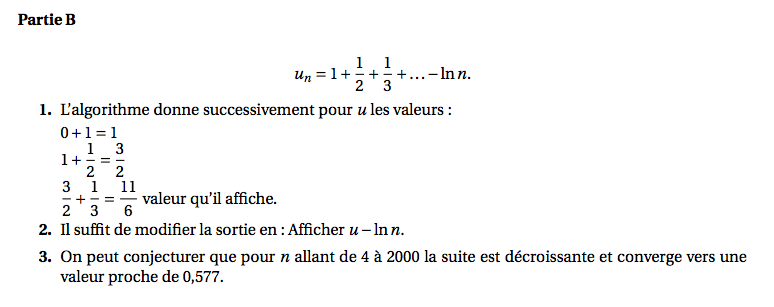 Partie B
uₙ = 1 + 1/2 + 1/3 + ... − ln n.
1. L'algorithme donne successivement pour u les valeurs :
0 + 1 = 1
1 + 1/2 = 3/2
3/2 + 1/3 = 11/6 valeur qu'il affiche.
2. Il suffit de modifier la sortie en : Afficher u − ln n.
3. On peut conjecturer que pour n allant de 4 à 2000 la suite est décroissante et converge vers une
valeur proche de 0,577.